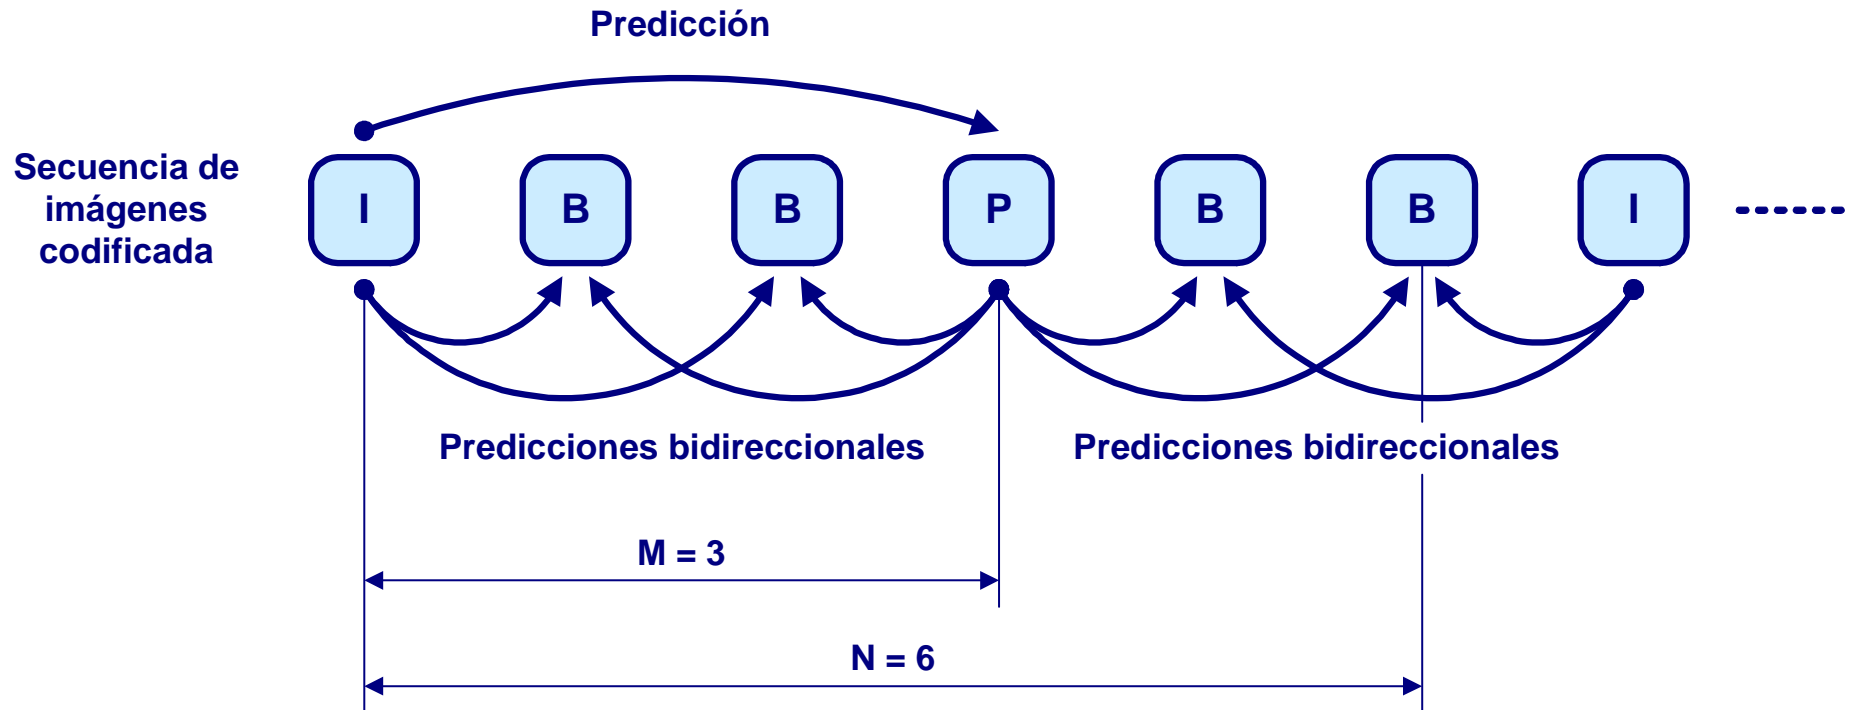 Predicción
Secuencia de
imágenes
codificada
I B B P B B I
Predicciones bidireccionales Predicciones bidireccionales
M = 3
N = 6